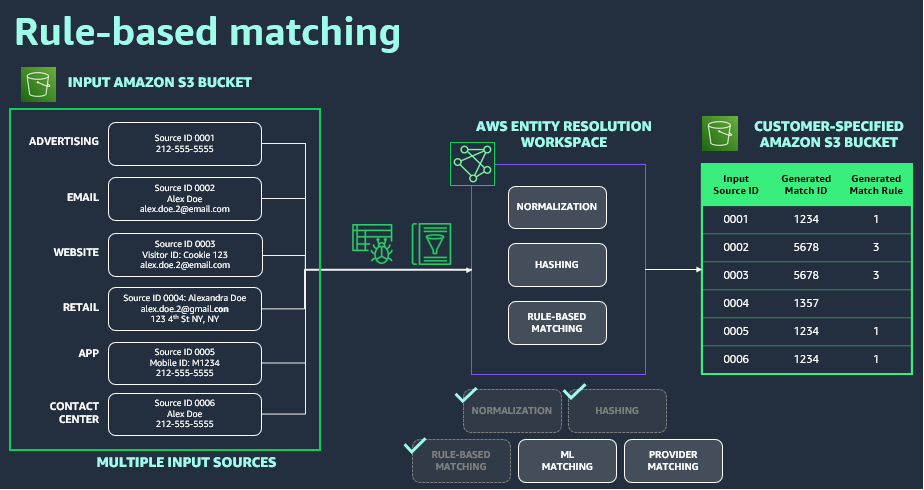 Rule-based matching
INPUT AMAZON S3 BUCKET
ADVERTISING
Source ID 0001
212-555-5555
EMAIL
Source ID 0002
Alex Doe
alex.doe.2@email.com
WEBSITE
Source ID 0003
Visitor ID: Cookie 123
alex.doe.2@email.com
RETAIL
Source ID 0004: Alexandra Doe
alex.doe.2@gmail.con
123 4th St NY, NY
APP
Source ID 0005
Mobile ID: M1234
212-555-5555
CONTACT
CENTER
Source ID 0006
Alex Doe
212-555-5555
MULTIPLE INPUT SOURCES
AWS ENTITY RESOLUTION
WORKSPACE
NORMALIZATION
HASHING
RULE-BASED
MATCHING
NORMALIZATION
HASHING
RULE-BASED
MATCHING
ML
MATCHING
PROVIDER
MATCHING
CUSTOMER-SPECIFIED
AMAZON S3 BUCKET
Input
Source ID
Generated
Match ID
Generated
Match Rule
0001 1234 1
0002 5678 3
0003 5678 3
0004 1357
0005 1234 1
0006 1234 1